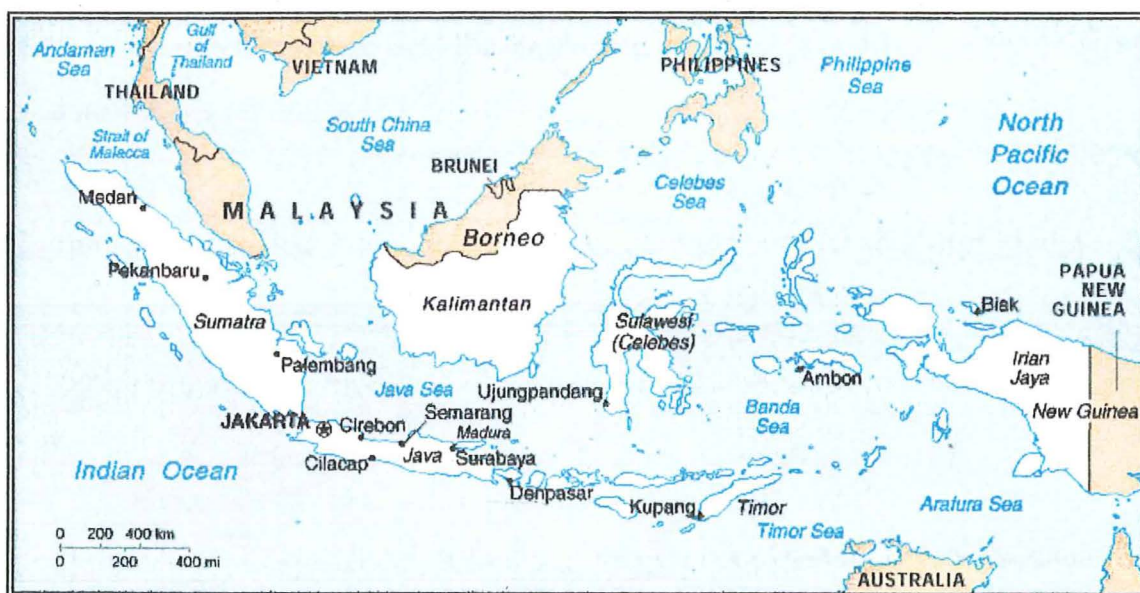 Andaman
Sea
Gulf
of
Thailand
VIETNAM
PHILIPPINES
Philippine
Sea
THAILAND
Strait of
Malacca
South China
Sea
North
Pacific
Ocean
BRUNEI
Celebes
Sea
Medan
MALAYSIA
Borneo
Pekanbaru
Kalimantan
Sumatra
Sulawesi
(Celebes)
PAPUA
NEW
GUINEA
Biak
Palembang
Irian
Jaya
Ambon
Java Sea
Ujungpandang
Semarang
Banda
Sea
New Guinea
JAKARTA
Cirebon
Madura
Java
Surabaya
Cilacap
Indian Ocean
Denpasar
Kupang
Timor
Timor Sea
Arafura Sea
0 200 400 km
0 200 400 mi
AUSTRALIA